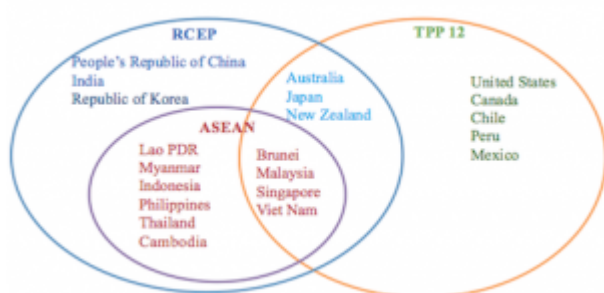 RCEP
TPP 12
People's Republic of China
India
Republic of Korea
Australia
Japan
New Zealand
United States
Canada
Chile
Peru
Mexico
ASEAN
Lao PDR
Myanmar
Indonesia
Philippines
Thailand
Cambodia
Brunei
Malaysia
Singapore
Viet Nam